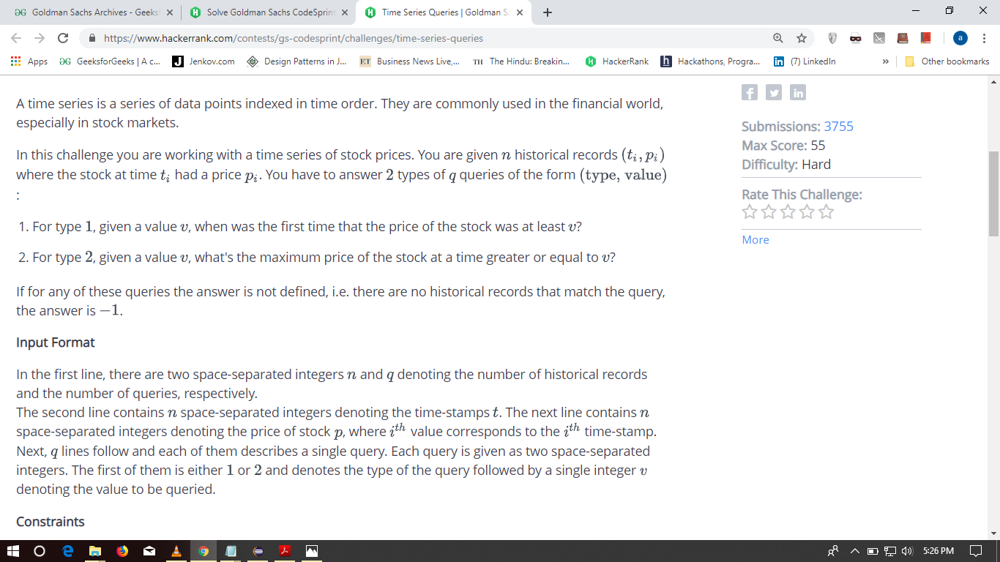 GeeksforGeeks Goldman Sachs Archives - Geeks
Solve Goldman Sachs CodeSprint
Time Series Queries | Goldman S
https://www.hackerrank.com/contests/gs-codesprint/challenges/time-series-queries
a
Apps
GeeksforGeeks | A c...
J Jenkov.com
Design Patterns in J...
ET Business News Live,...
TH The Hindu: Breakin...
H HackerRank
h Hackathons, Progra...
in (7) LinkedIn
»
Other bookmarks
A time series is a series of data points indexed in time order. They are commonly used in the financial world,
especially in stock markets.
In this challenge you are working with a time series of stock prices. You are given n historical records (tᵢ, pᵢ)
where the stock at time tᵢ had a price pᵢ. You have to answer 2 types of q queries of the form (type, value)
:
1. For type 1, given a value v, when was the first time that the price of the stock was at least v?
2. For type 2, given a value v, what's the maximum price of the stock at a time greater or equal to v?
If for any of these queries the answer is not defined, i.e. there are no historical records that match the query,
the answer is −1.
Input Format
In the first line, there are two space-separated integers n and q denoting the number of historical records
and the number of queries, respectively.
The second line contains n space-separated integers denoting the time-stamps t. The next line contains n
space-separated integers denoting the price of stock p, where iᵗʰ value corresponds to the iᵗʰ time-stamp.
Next, q lines follow and each of them describes a single query. Each query is given as two space-separated
integers. The first of them is either 1 or 2 and denotes the type of the query followed by a single integer v
denoting the value to be queried.
Constraints
f
in
Submissions: 3755
Max Score: 55
Difficulty: Hard
Rate This Challenge:
More
5:26 PM